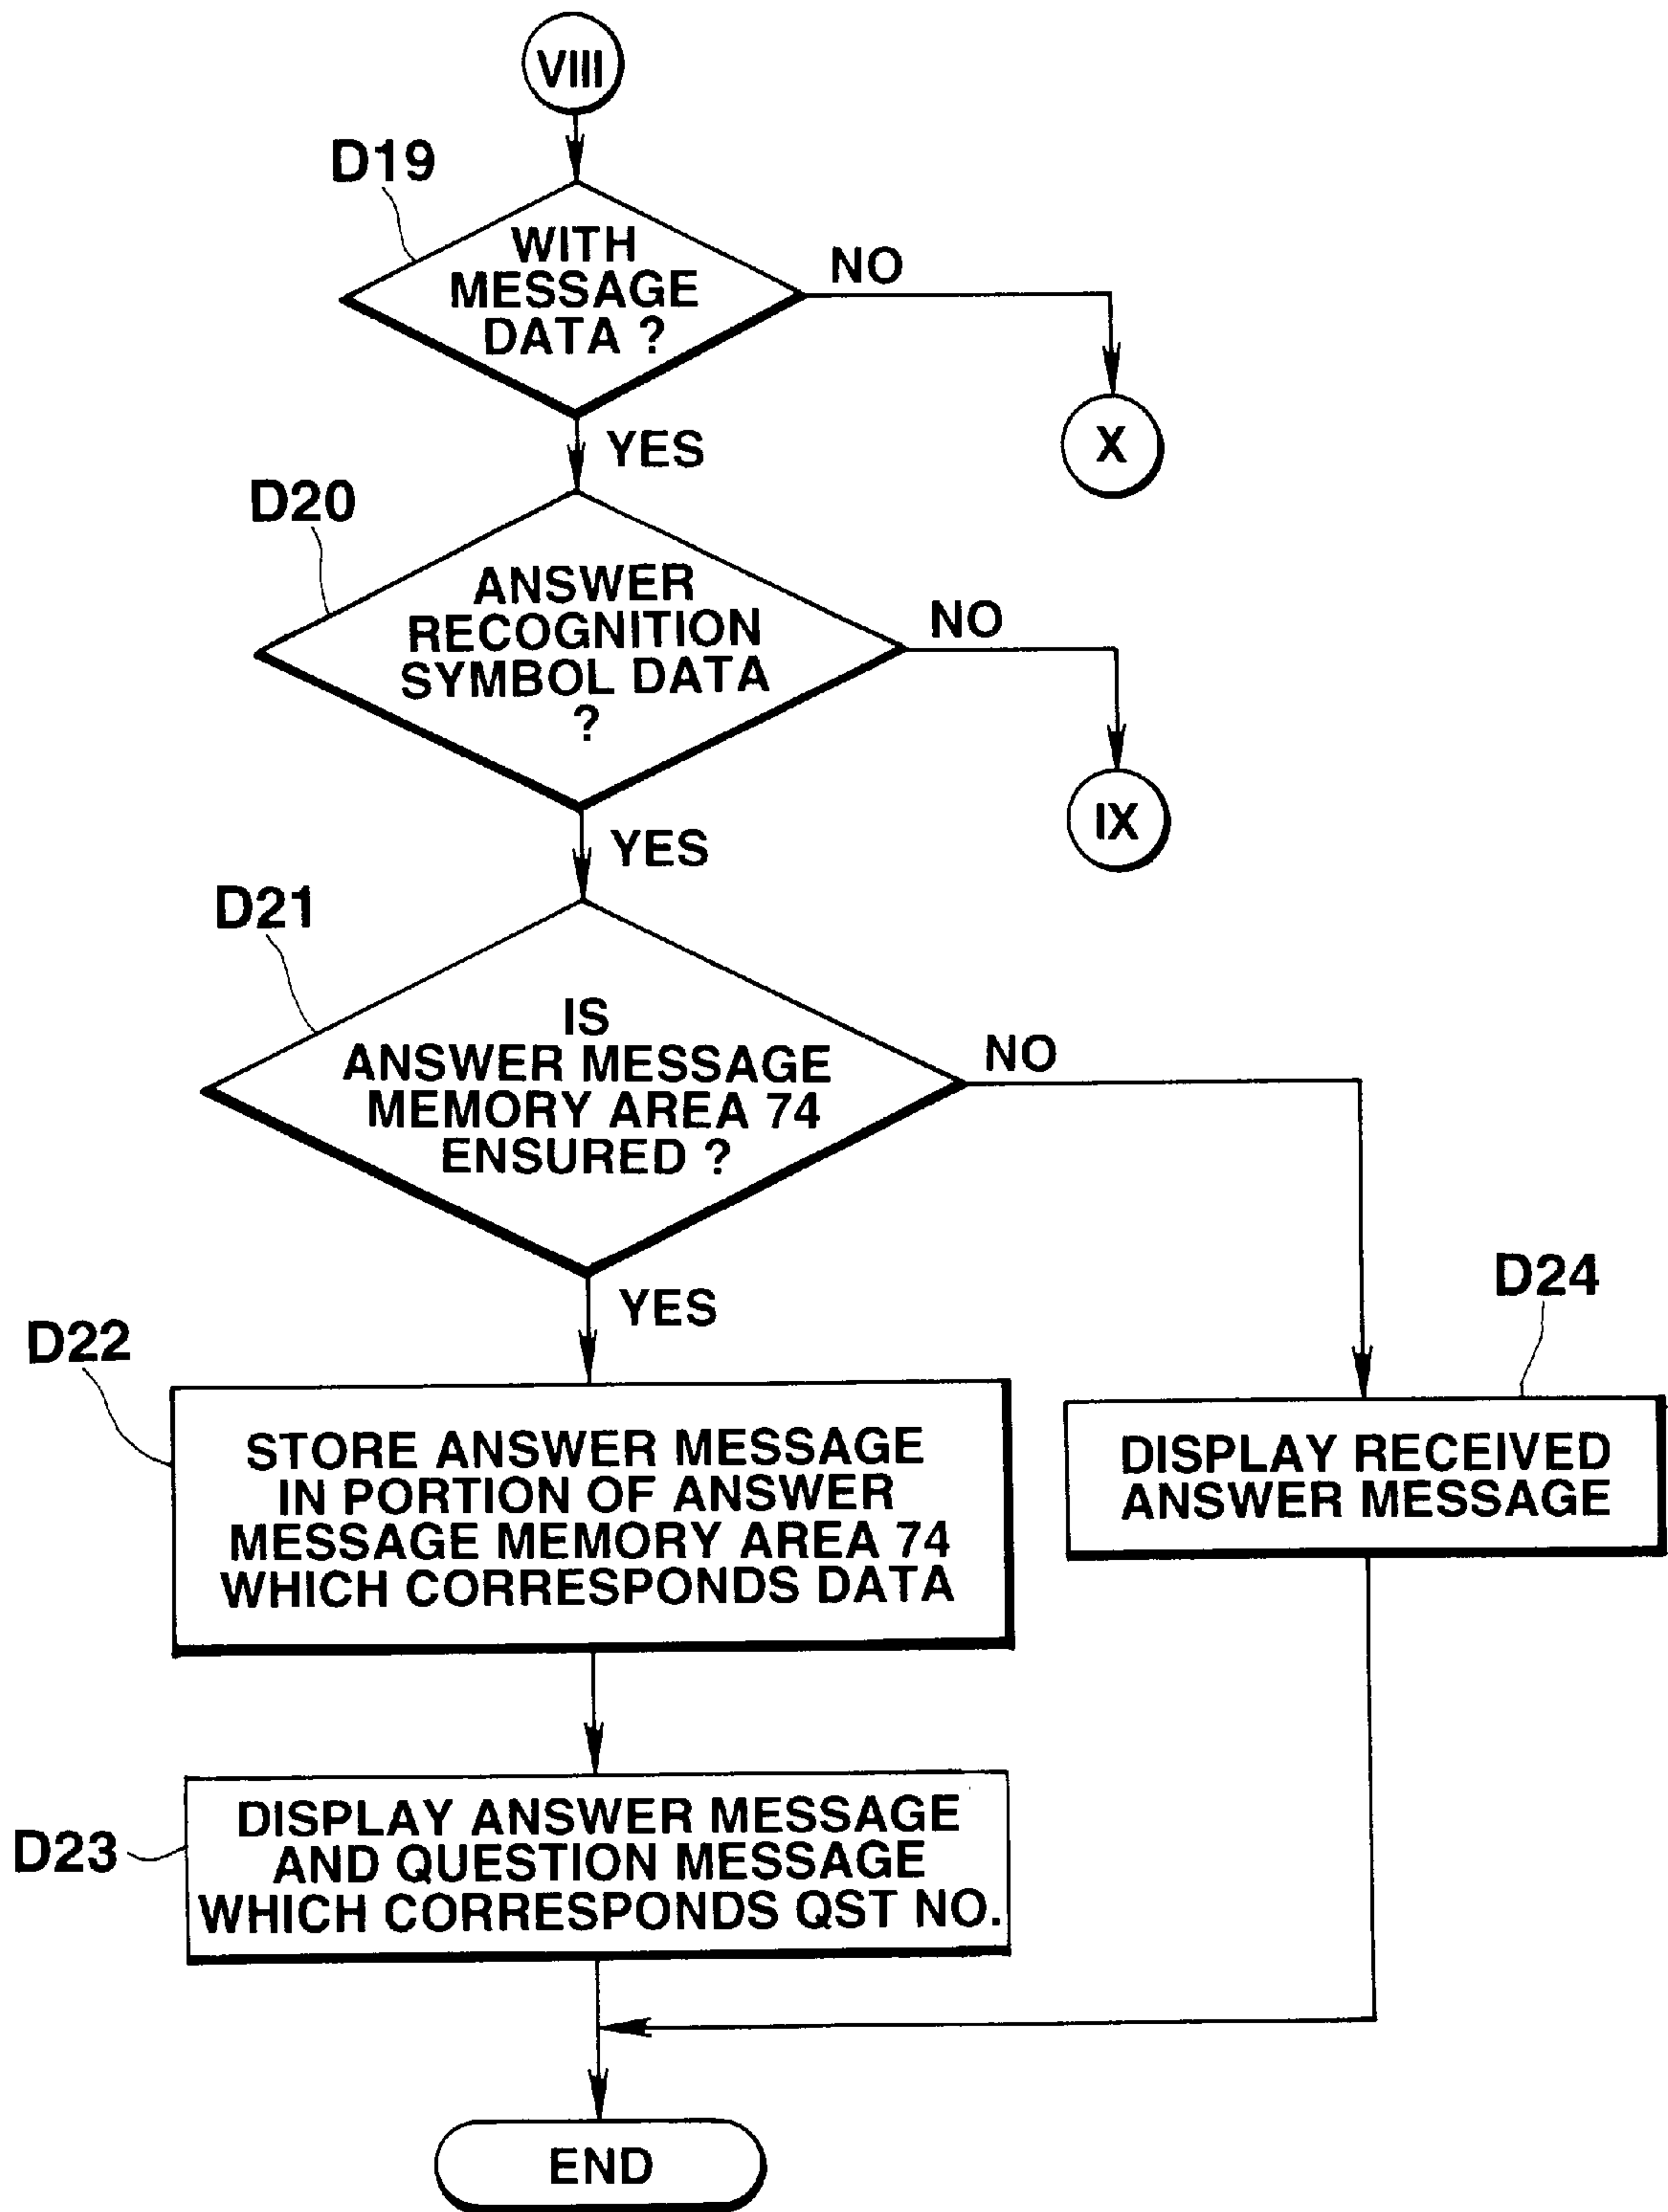 VIII
D19
WITH
MESSAGE
DATA ?
NO
X
YES
D20
ANSWER
RECOGNITION
SYMBOL DATA
?
NO
IX
YES
D21
IS
ANSWER MESSAGE
MEMORY AREA 74
ENSURED ?
NO
YES
D22
STORE ANSWER MESSAGE
IN PORTION OF ANSWER
MESSAGE MEMORY AREA 74
WHICH CORRESPONDS DATA
D24
DISPLAY RECEIVED
ANSWER MESSAGE
D23
DISPLAY ANSWER MESSAGE
AND QUESTION MESSAGE
WHICH CORRESPONDS QST NO.
END